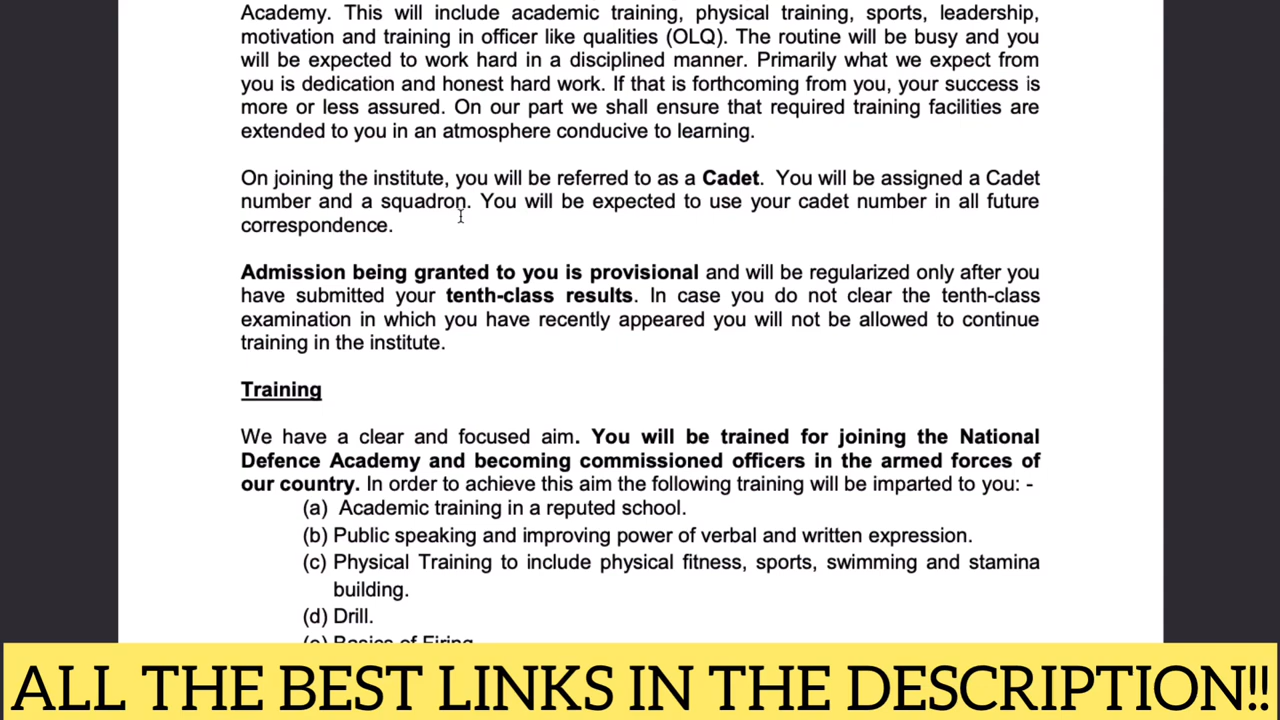 Academy. This will include academic training, physical training, sports, leadership,
motivation and training in officer like qualities (OLQ). The routine will be busy and you
will be expected to work hard in a disciplined manner. Primarily what we expect from
you is dedication and honest hard work. If that is forthcoming from you, your success is
more or less assured. On our part we shall ensure that required training facilities are
extended to you in an atmosphere conducive to learning.
On joining the institute, you will be referred to as a Cadet. You will be assigned a Cadet
number and a squadron. You will be expected to use your cadet number in all future
correspondence.
Admission being granted to you is provisional and will be regularized only after you
have submitted your tenth-class results. In case you do not clear the tenth-class
examination in which you have recently appeared you will not be allowed to continue
training in the institute.
Training
We have a clear and focused aim. You will be trained for joining the National
Defence Academy and becoming commissioned officers in the armed forces of
our country. In order to achieve this aim the following training will be imparted to you: -
(a) Academic training in a reputed school.
(b) Public speaking and improving power of verbal and written expression.
(c) Physical Training to include physical fitness, sports, swimming and stamina
building.
(d) Drill.
(e) Basics of Firing
ALL THE BEST LINKS IN THE DESCRIPTION!!